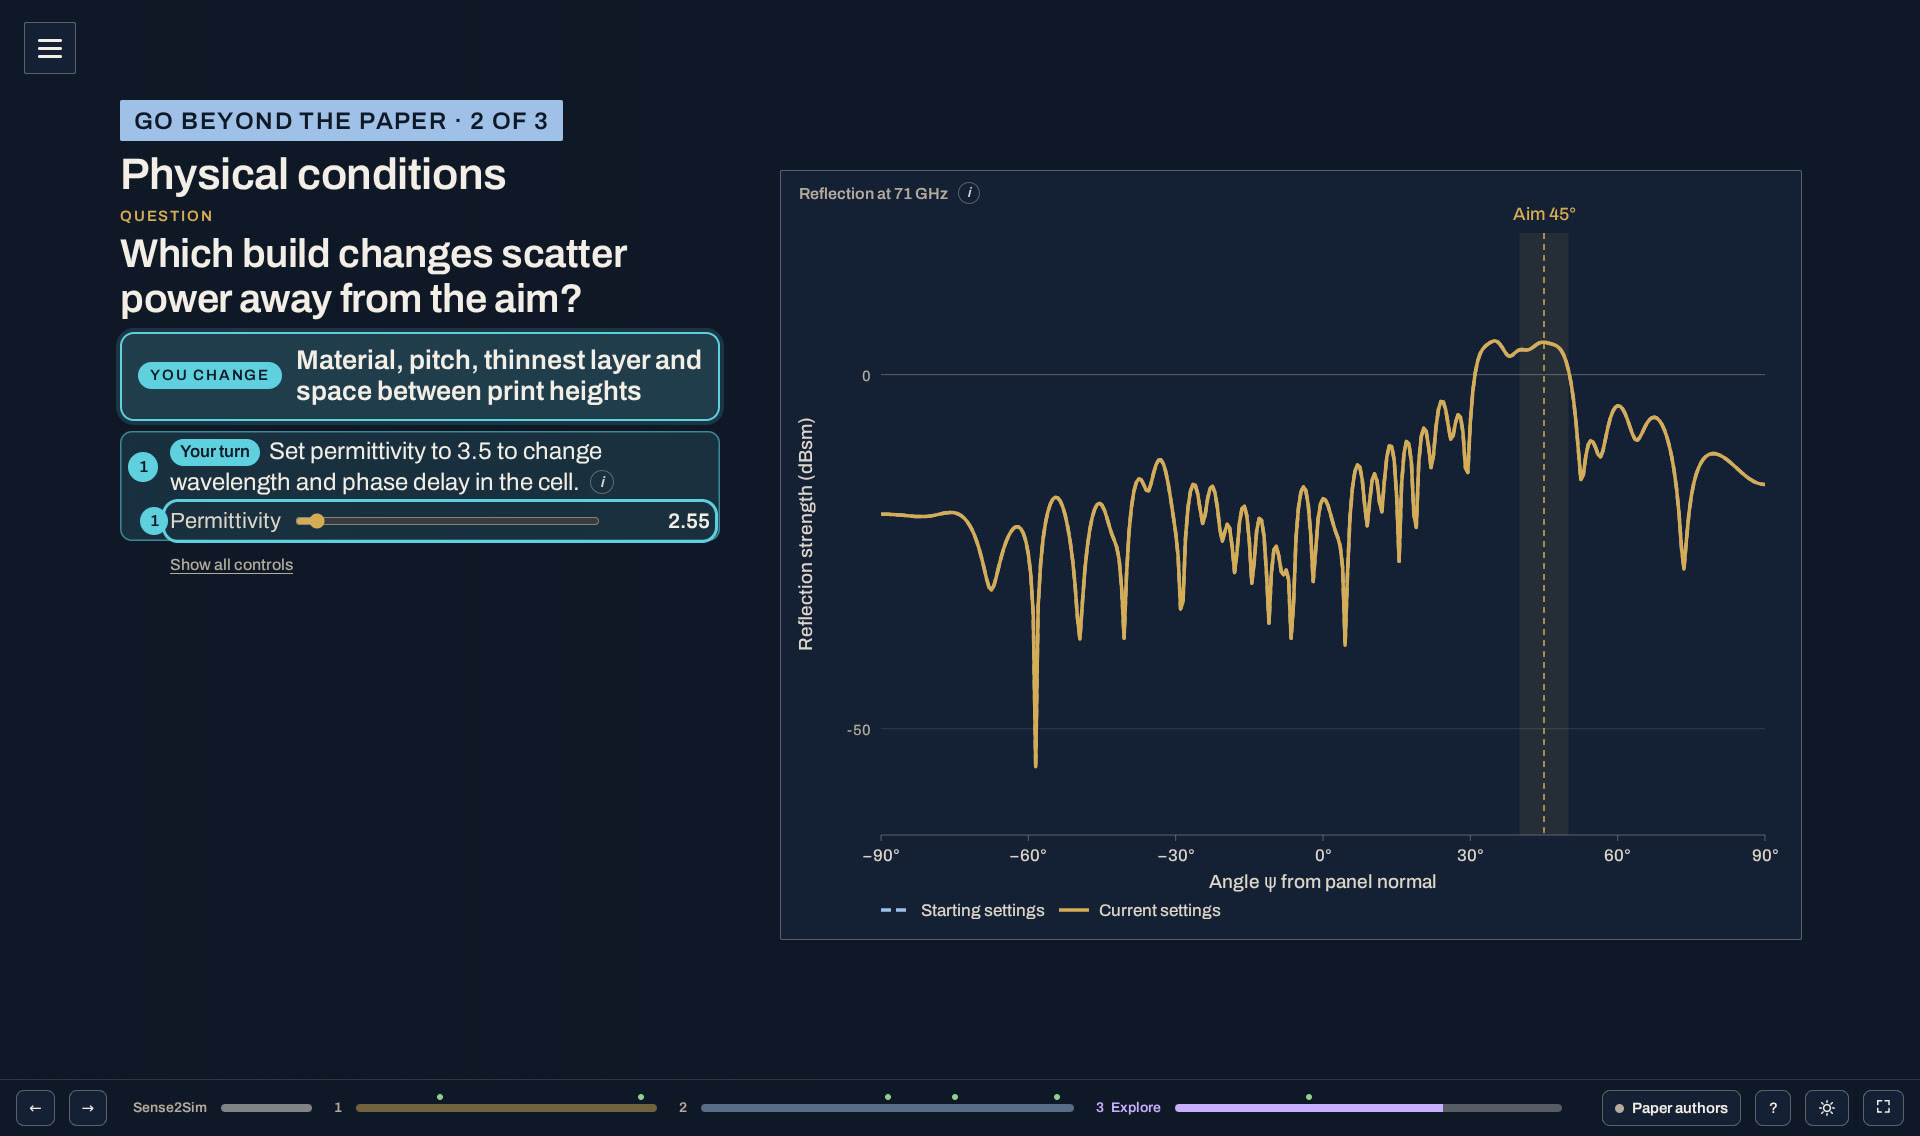 GO BEYOND THE PAPER · 2 OF 3
Physical conditions
QUESTION
Which build changes scatter
power away from the aim?
YOU CHANGE
Material, pitch, thinnest layer and
space between print heights
1
Your turn Set permittivity to 3.5 to change
wavelength and phase delay in the cell. i
1 Permittivity 2.55
Show all controls
Reflection at 71 GHz i
Aim 45°
Reflection strength (dBsm)
0
-50
−90° −60° −30° 0° 30° 60° 90°
Angle ψ from panel normal
Starting settings Current settings
← → Sense2Sim 1 2 3 Explore Paper authors ?